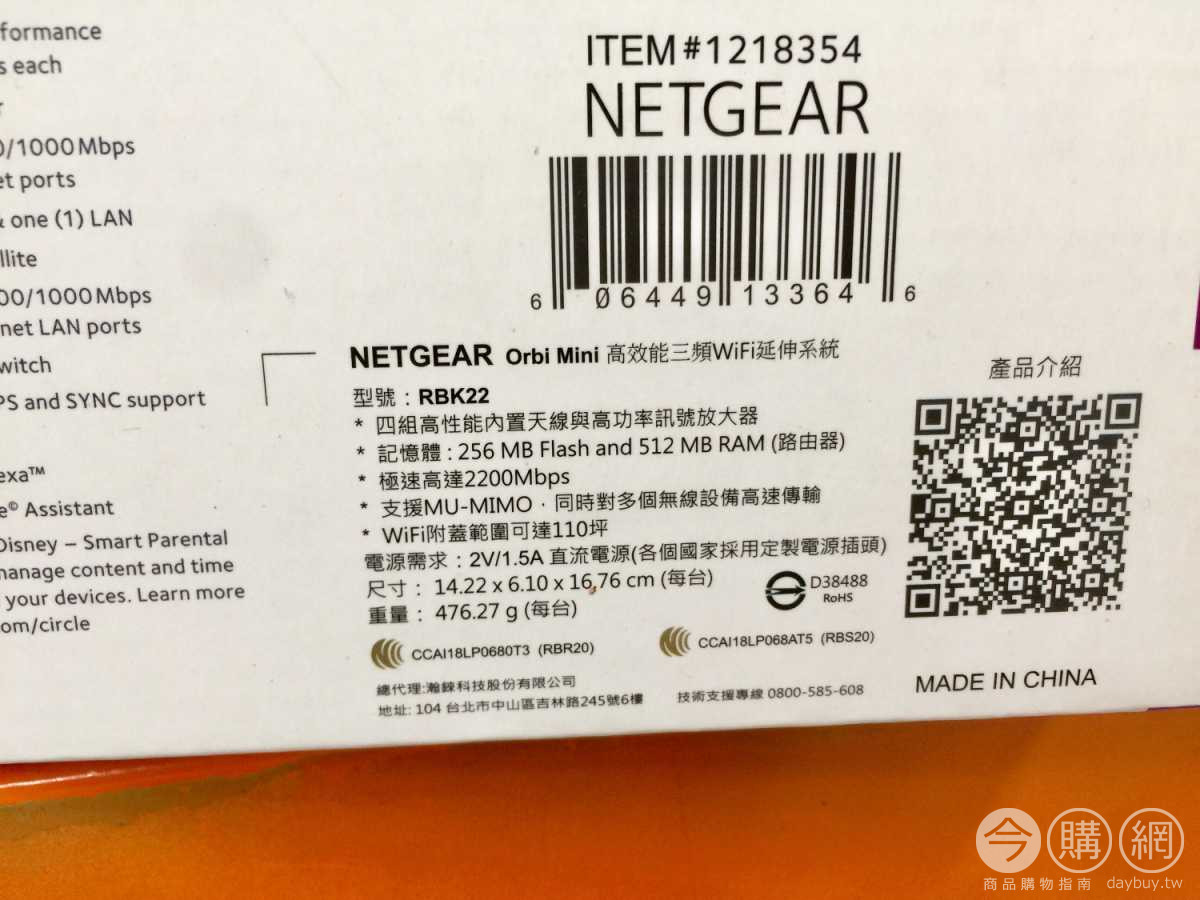 formance
s each
0/1000 Mbps
et ports
& one (1) LAN
llite
00/1000 Mbps
net LAN ports
witch
PS and SYNC support
exa™
e© Assistant
Disney – Smart Parental
manage content and time
your devices. Learn more
om/circle
ITEM#1218354
NETGEAR
6 06449 13364 6
NETGEAR Orbi Mini 高效能三頻WiFi延伸系統
型號：RBK22
* 四組高性能內置天線與高功率訊號放大器
* 記憶體：256 MB Flash and 512 MB RAM (路由器)
* 極速高達2200Mbps
* 支援MU-MIMO，同時對多個無線設備高速傳輸
* WiFi附蓋範圍可達110坪
電源需求：2V/1.5A 直流電源(各個國家採用定製電源插頭)
尺寸： 14.22 x 6.10 x 16.76 cm (每台)
重量： 476.27 g (每台)
D38488
RoHS
CCAI18LP0680T3 (RBR20)
CCAI18LP068AT5 (RBS20)
總代理:瀚錸科技股份有限公司
地址: 104 台北市中山區吉林路245號6樓
技術支援專線 0800-585-608
產品介紹
MADE IN CHINA
今購網
商品購物指南 daybuy.tw